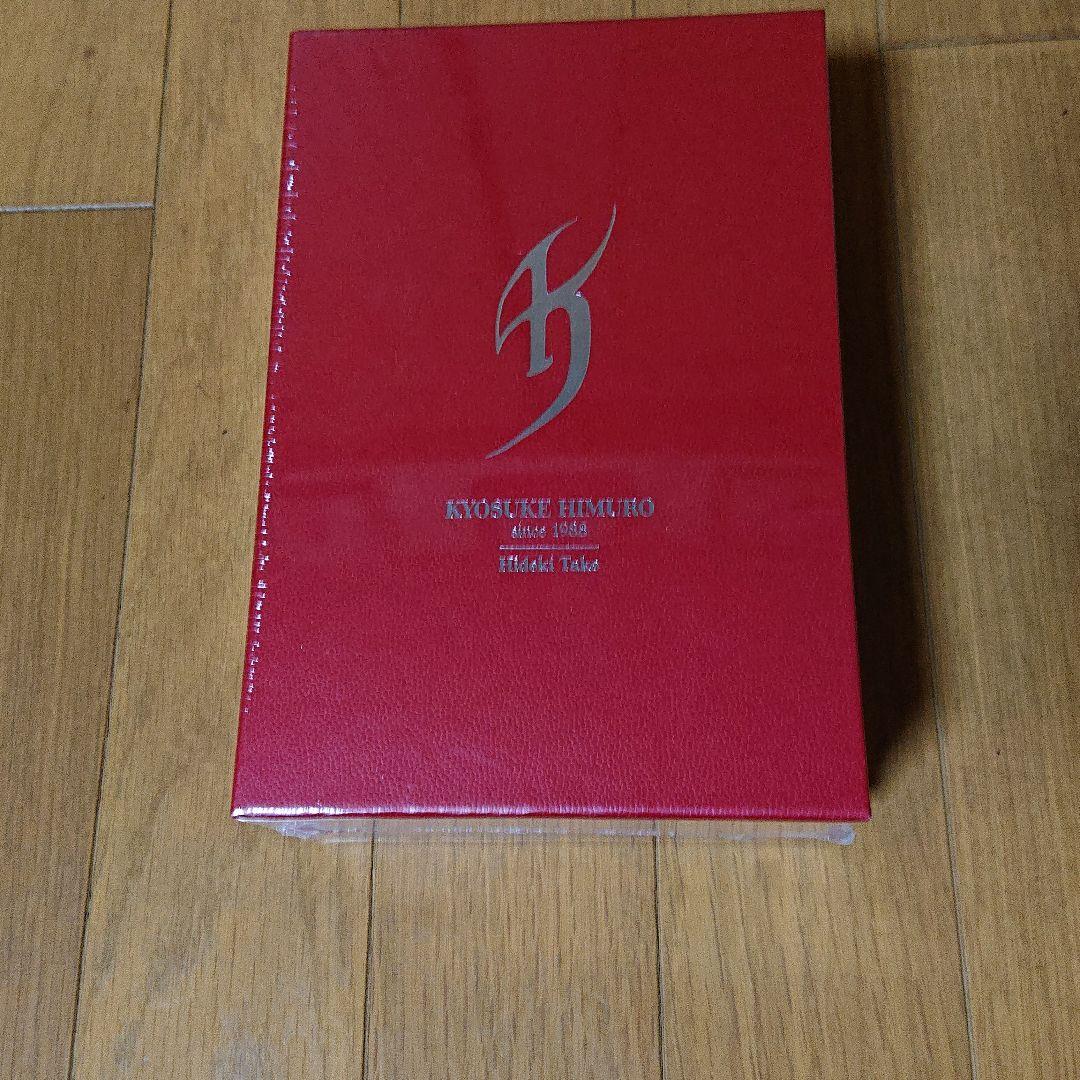 KYOSUKE HIMURO
since 1988
Hideki Take